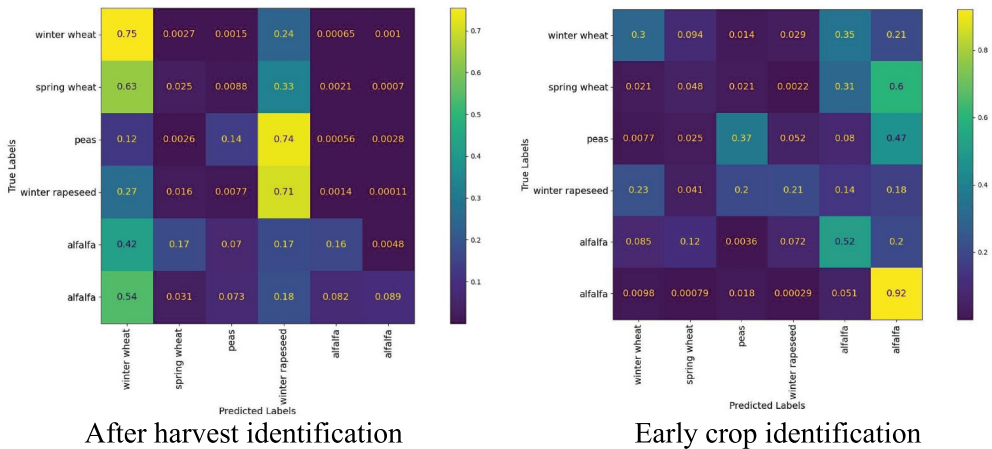 winter wheat 0.75 0.0027 0.0015 0.24 0.00065 0.001
spring wheat 0.63 0.025 0.0088 0.33 0.0021 0.0007
peas 0.12 0.0026 0.14 0.74 0.00056 0.0028
winter rapeseed 0.27 0.016 0.0077 0.71 0.0014 0.00011
alfalfa 0.42 0.17 0.07 0.17 0.16 0.0048
alfalfa 0.54 0.031 0.073 0.18 0.082 0.089
True Labels
winter wheat spring wheat peas winter rapeseed alfalfa alfalfa
Predicted Labels
0.7
0.6
0.5
0.4
0.3
0.2
0.1
After harvest identification
winter wheat 0.3 0.094 0.014 0.029 0.35 0.21
spring wheat 0.021 0.048 0.021 0.0022 0.31 0.6
peas 0.0077 0.025 0.37 0.052 0.08 0.47
winter rapeseed 0.23 0.041 0.2 0.21 0.14 0.18
alfalfa 0.085 0.12 0.0036 0.072 0.52 0.2
alfalfa 0.0098 0.00079 0.018 0.00029 0.051 0.92
True Labels
winter wheat spring wheat peas winter rapeseed alfalfa alfalfa
Predicted Labels
0.8
0.6
0.4
0.2
Early crop identification